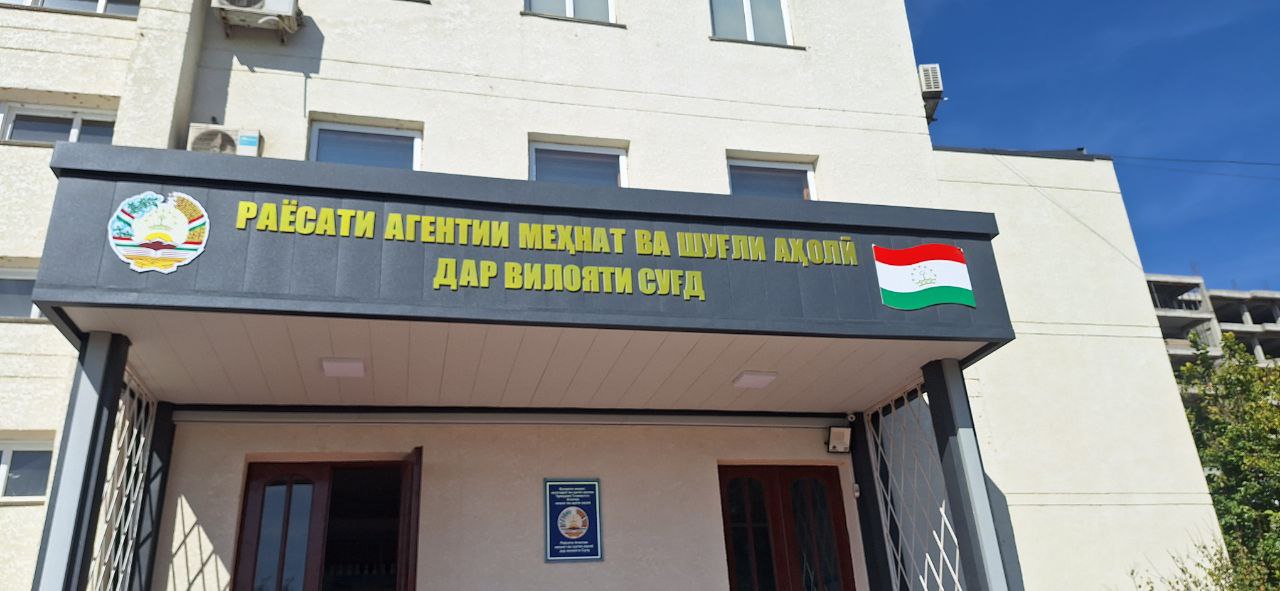 РАЁСАТИ АГЕНТИИ МЕҲНАТ ВА ШУҒЛИ АҲОЛӢ
ДАР ВИЛОЯТИ СУҒД